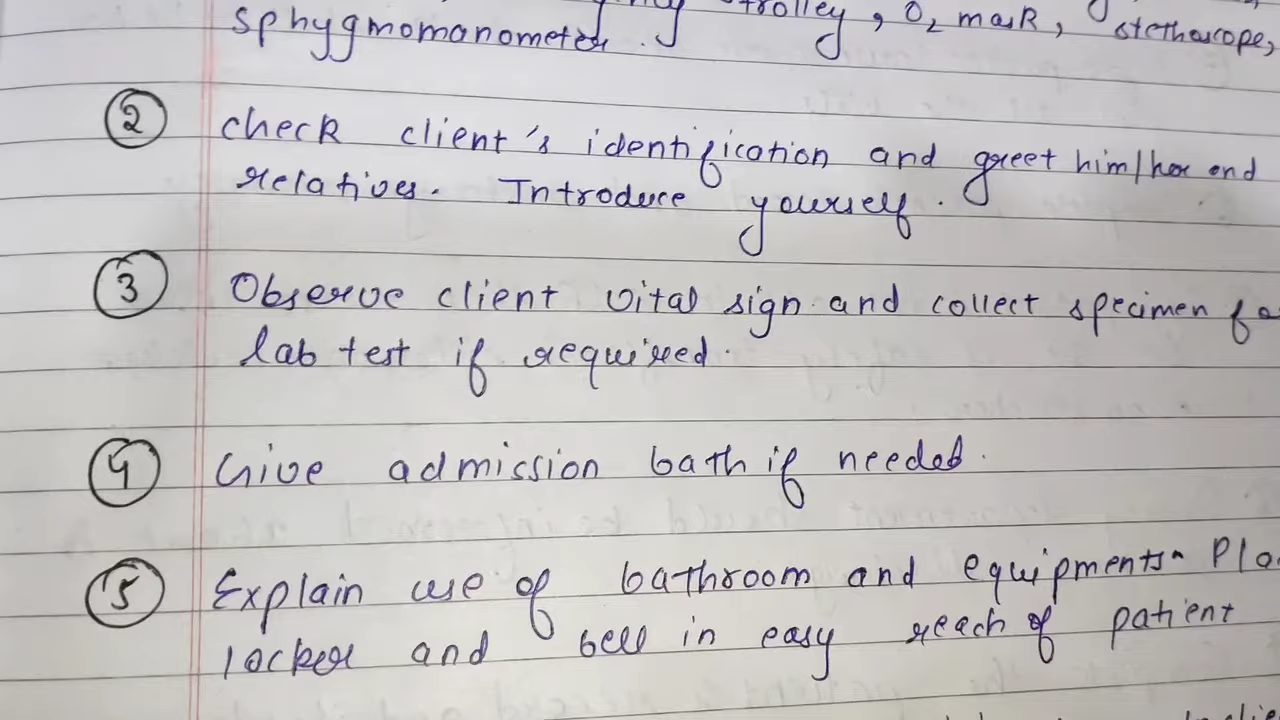 trolley, O2 mask, stethoscope,
sphygmomanometer.
② check client's identification and greet him/her and
relatives. Introduce yourself.
③ Observe client vital sign and collect specimen
lab test if required.
④ Give admission bath if needed.
⑤ Explain use of bathroom and equipments.
locker and bell in easy reach of patient